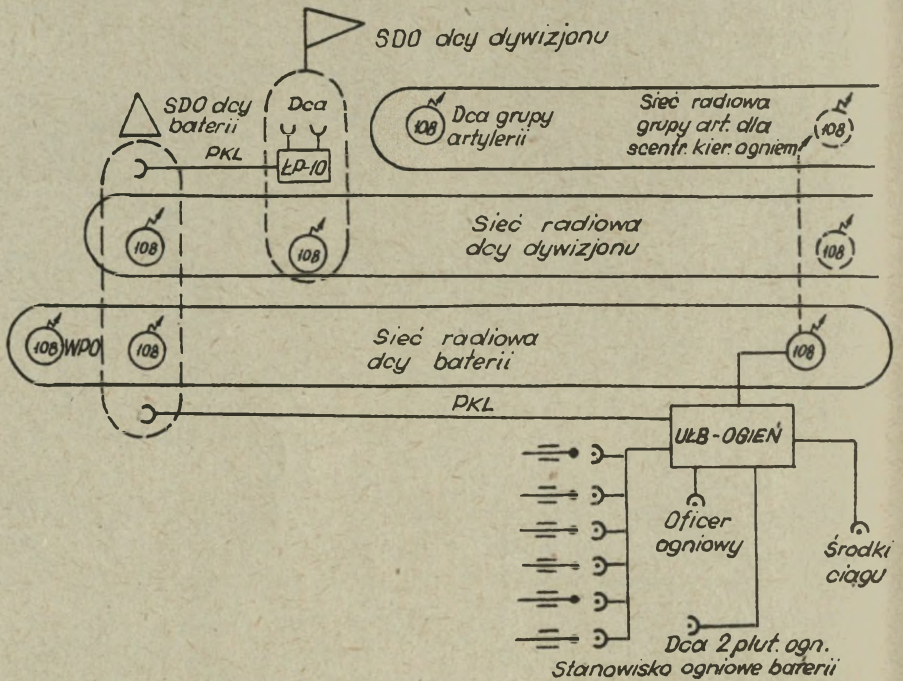 SDO dcy dywizjonu
SDO dcy
baterii
Dca
ŁP-10
PKL
108
Dca grupy
artylerii
Sieć radiowa
grupy art. dla
scentr. kier. ogniem
108
108
108
Sieć radiowa
dcy dywizjonu
108
108
WPO
108
Sieć radiowa
dcy baterii
108
PKL
UŁB-OGIEŃ
Oficer
ogniowy
Środki
ciągu
Dca 2 plut. ogn.
Stanowisko ogniowe baterii